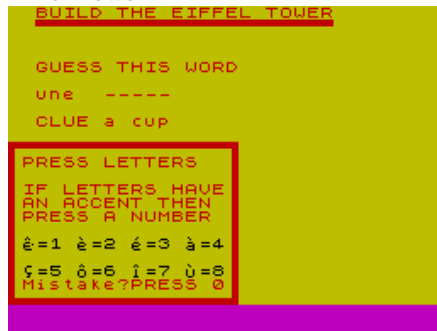 BUILD THE EIFFEL TOWER
GUESS THIS WORD
une -----
CLUE a cup
PRESS LETTERS
IF LETTERS HAVE
AN ACCENT THEN
PRESS A NUMBER
ê=1 è=2 é=3 à=4
ç=5 ô=6 î=7 ù=8
Mistake?PRESS 0